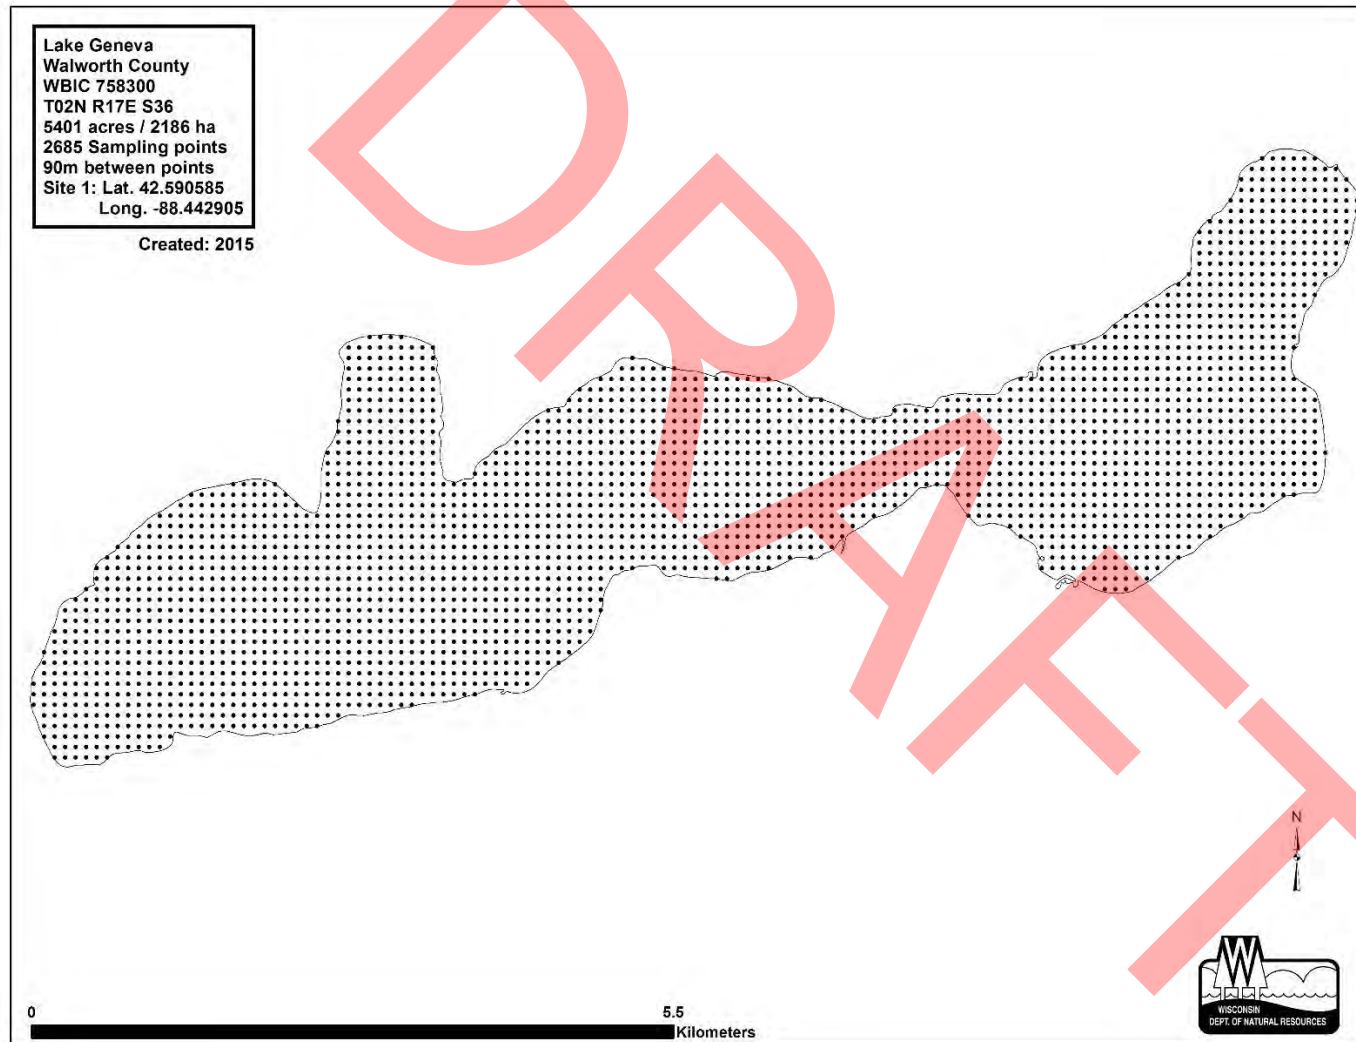 Lake Geneva
Walworth County
WBIC 758300
T02N R17E S36
5401 acres / 2186 ha
2685 Sampling points
90m between points
Site 1: Lat. 42.590585
Long. -88.442905
Created: 2015
DRAFT
N
W
WISCONSIN
DEPT. OF NATURAL RESOURCES
0
5.5
Kilometers